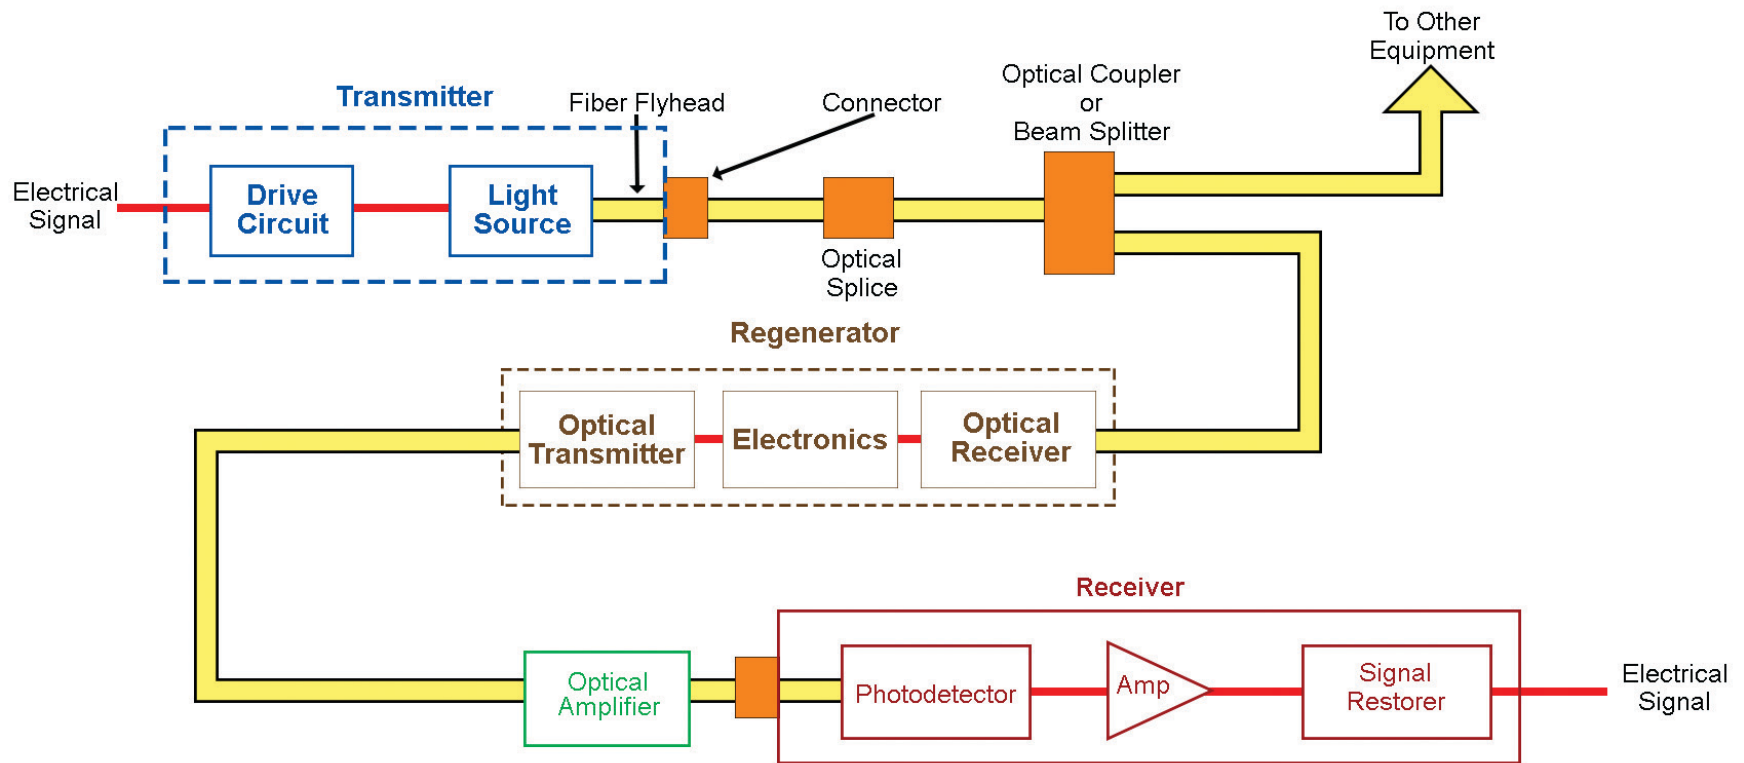 To Other
Equipment
Optical Coupler
or
Beam Splitter
Transmitter
Fiber Flyhead
Connector
Electrical
Signal
Drive
Circuit
Light
Source
Optical
Splice
Regenerator
Optical
Transmitter
Electronics
Optical
Receiver
Receiver
Optical
Amplifier
Photodetector
Amp
Signal
Restorer
Electrical
Signal